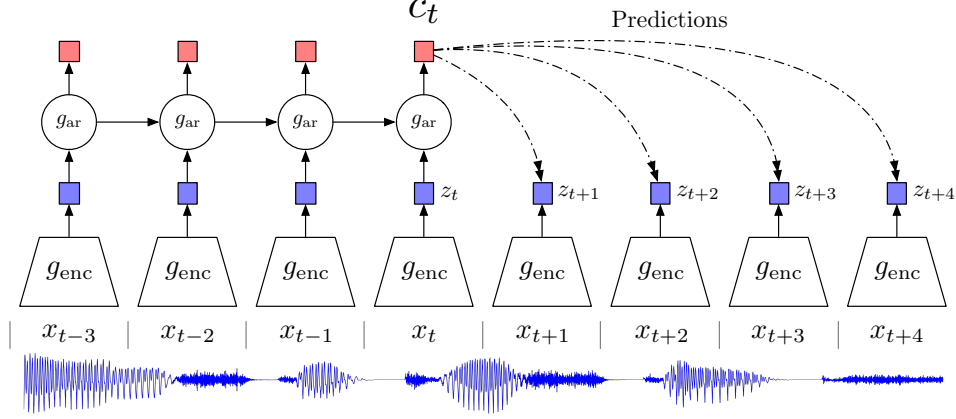 c_t
Predictions
g_ar g_ar g_ar g_ar
z_t z_{t+1} z_{t+2} z_{t+3} z_{t+4}
g_enc g_enc g_enc g_enc g_enc g_enc g_enc g_enc
x_{t−3} x_{t−2} x_{t−1} x_t x_{t+1} x_{t+2} x_{t+3} x_{t+4}